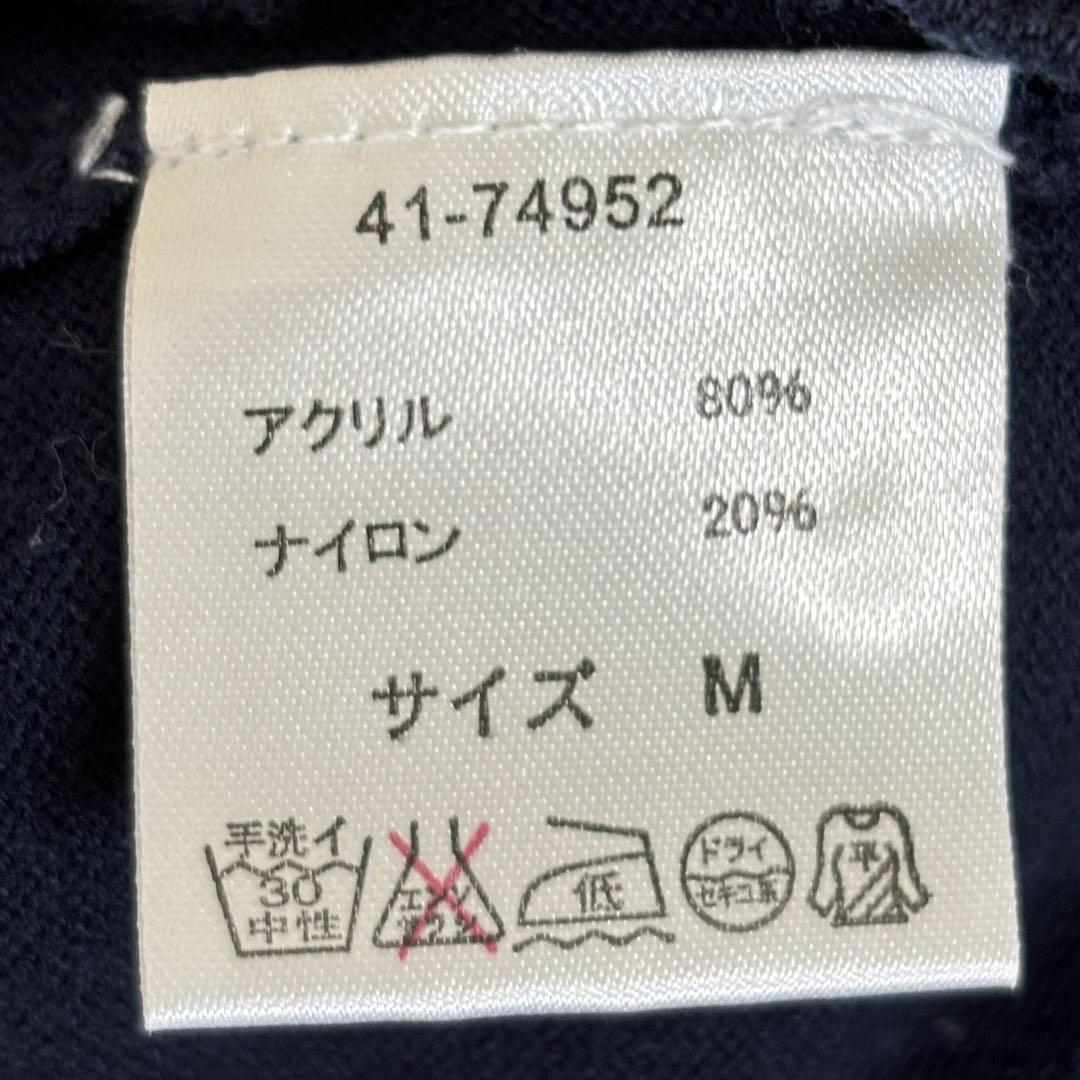 41-74952
アクリル 80%
ナイロン 20%
サイズ M
手洗イ
30
中性
エンソ
サラシ
低
ドライ
セキユ系
平